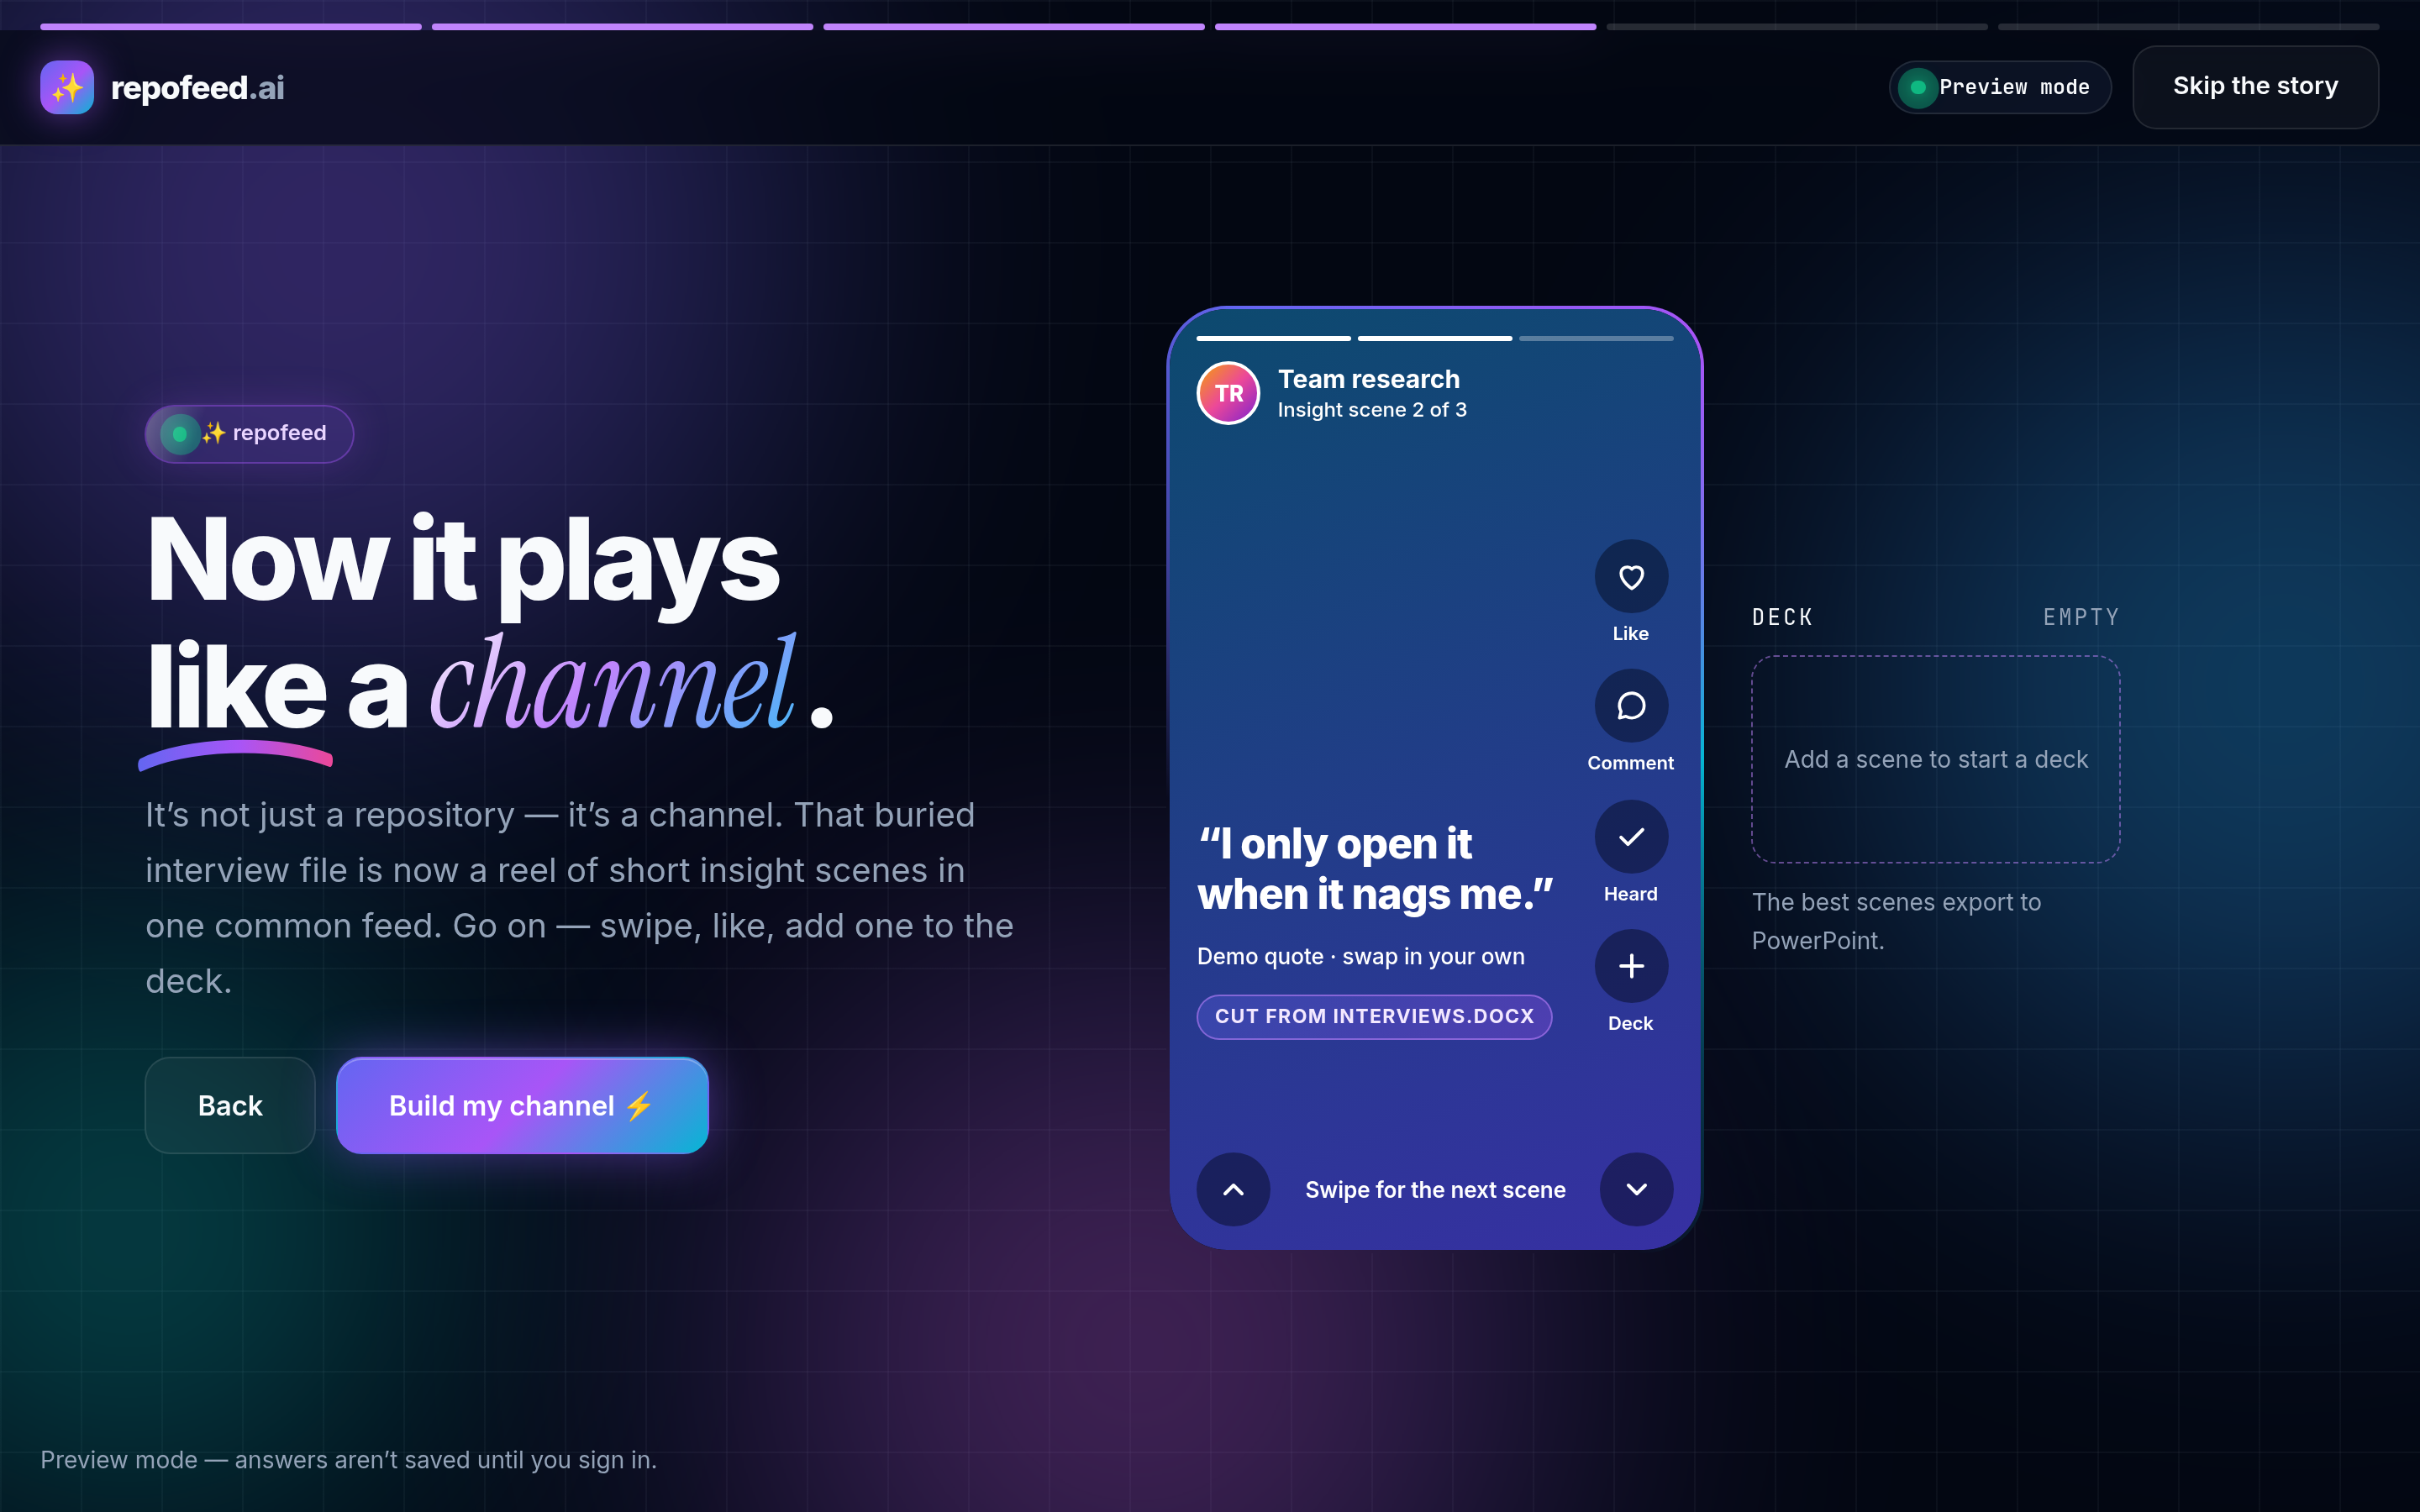 repofeed.ai
Preview mode
Skip the story
✨ repofeed
Now it plays
like a channel.
It’s not just a repository — it’s a channel. That buried
interview file is now a reel of short insight scenes in
one common feed. Go on — swipe, like, add one to the
deck.
Back
Build my channel ⚡
TR
Team research
Insight scene 2 of 3
Like
Comment
“I only open it
when it nags me.”
Heard
Demo quote · swap in your own
CUT FROM INTERVIEWS.DOCX
Deck
Swipe for the next scene
DECK
EMPTY
Add a scene to start a deck
The best scenes export to
PowerPoint.
Preview mode — answers aren’t saved until you sign in.